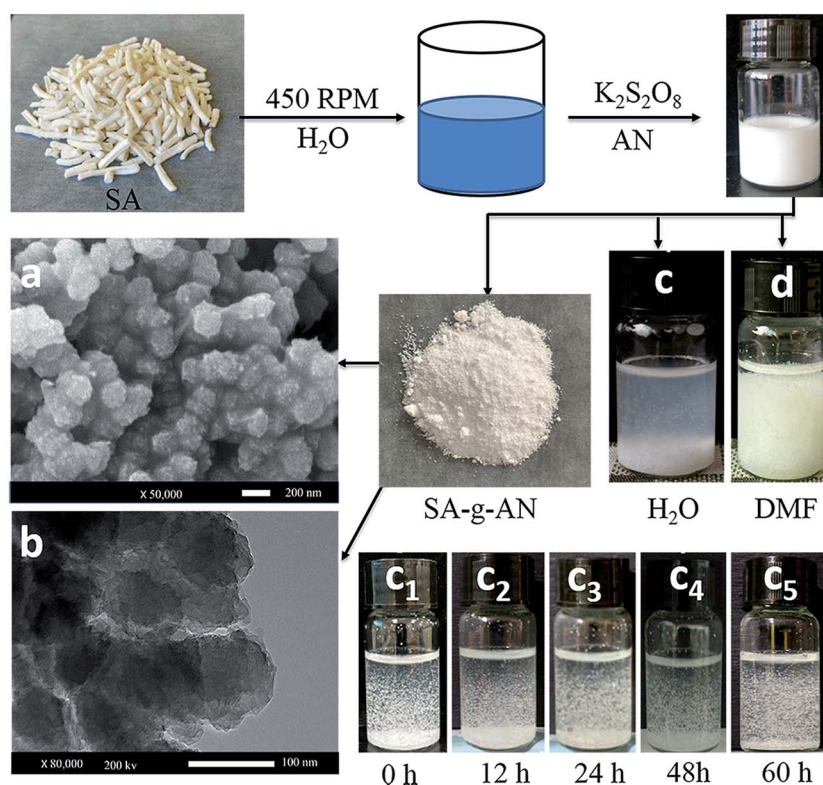 SA
450 RPM
H₂O
K₂S₂O₈
AN
a
X 50,000 200 nm
SA-g-AN
c
H₂O
d
DMF
b
X 80,000 200 kv 100 nm
c₁ c₂ c₃ c₄ c₅
0 h 12 h 24 h 48h 60 h